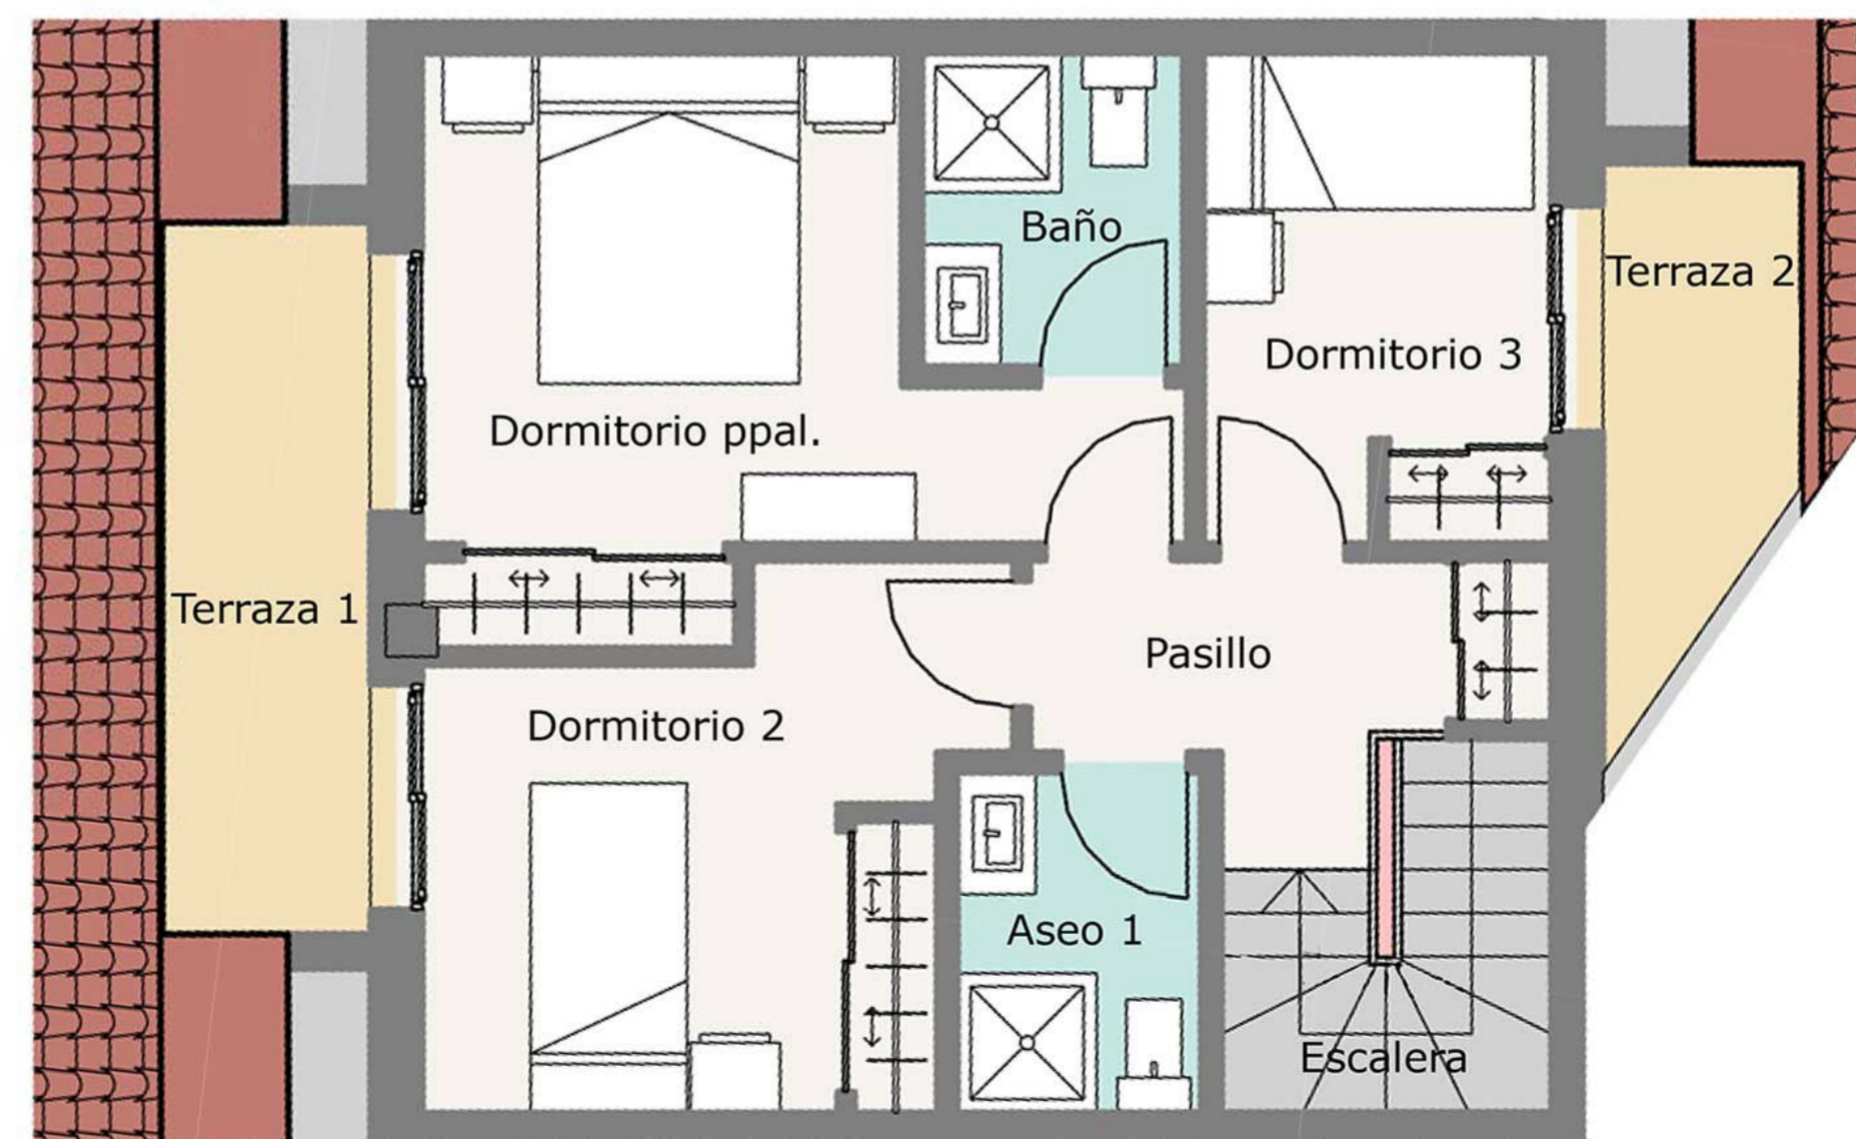 Baño
Terraza 2
Dormitorio 3
Dormitorio ppal.
Terraza 1
Pasillo
Dormitorio 2
Aseo 1
Escalera